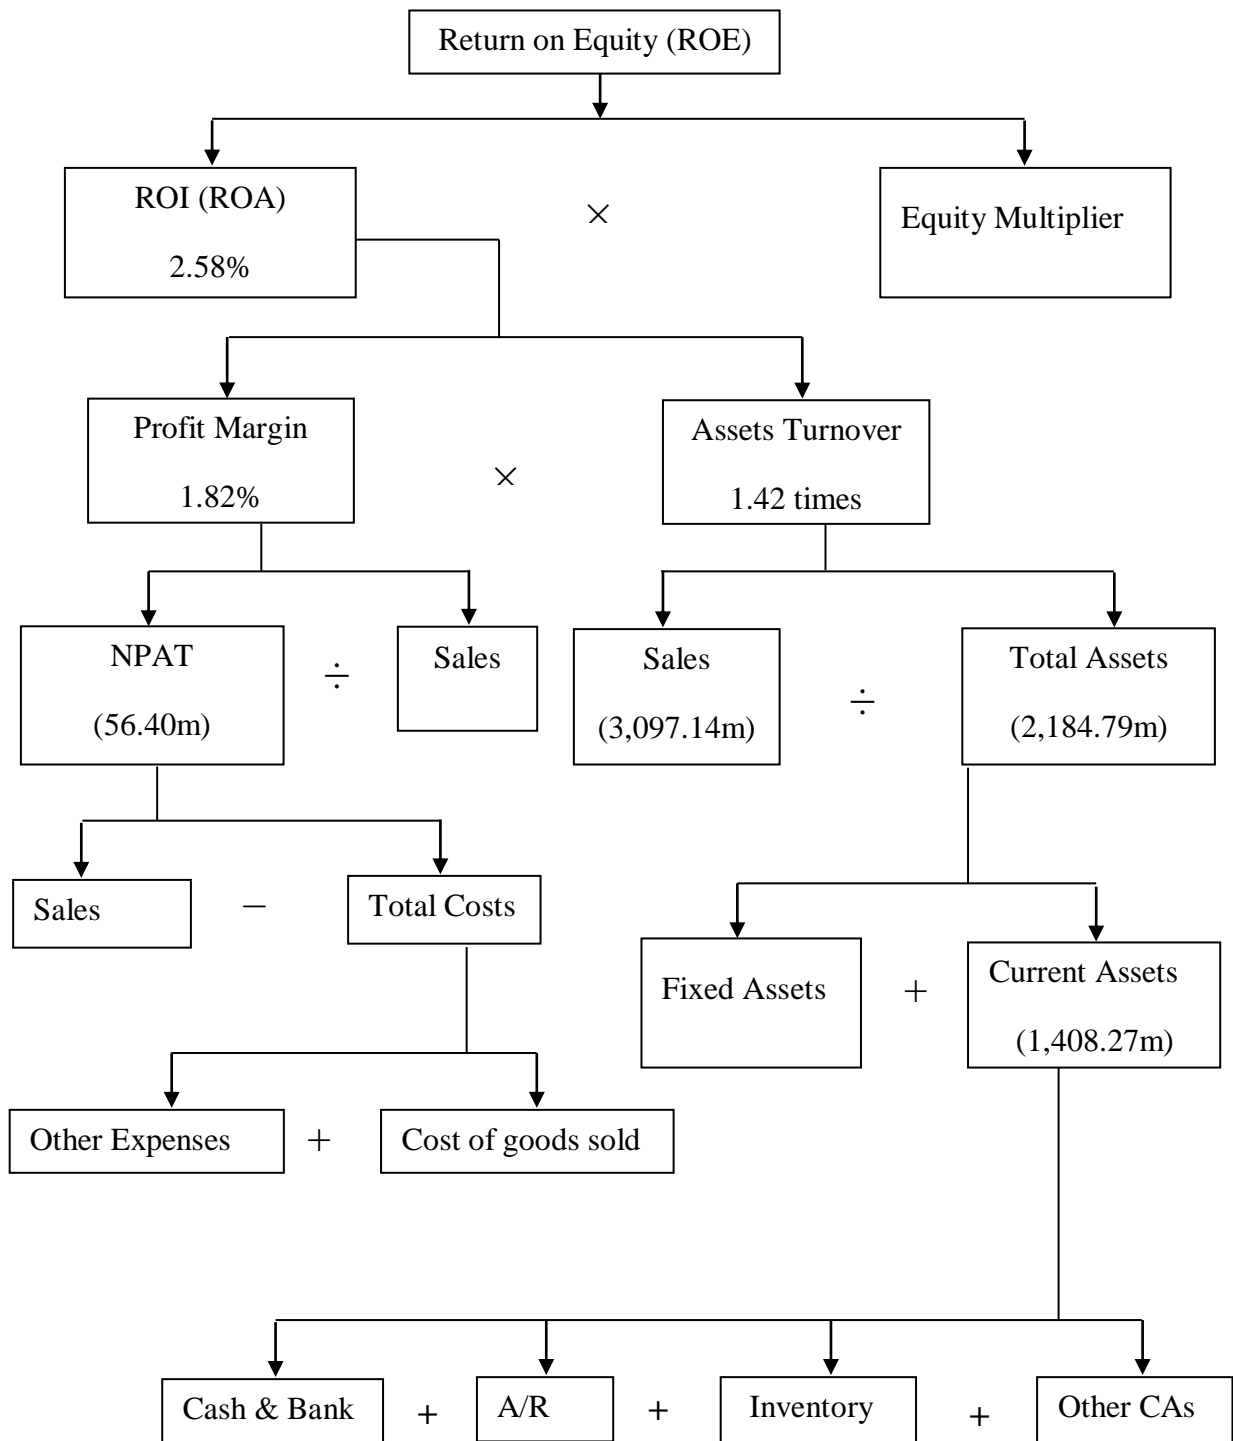 Return on Equity (ROE)
ROI (ROA)
2.58%
×
Equity Multiplier
Profit Margin
1.82%
×
Assets Turnover
1.42 times
NPAT
(56.40m)
÷
Sales
Sales
(3,097.14m)
÷
Total Assets
(2,184.79m)
Sales
−
Total Costs
Fixed Assets
+
Current Assets
(1,408.27m)
Other Expenses
+
Cost of goods sold
Cash & Bank
+
A/R
+
Inventory
+
Other CAs